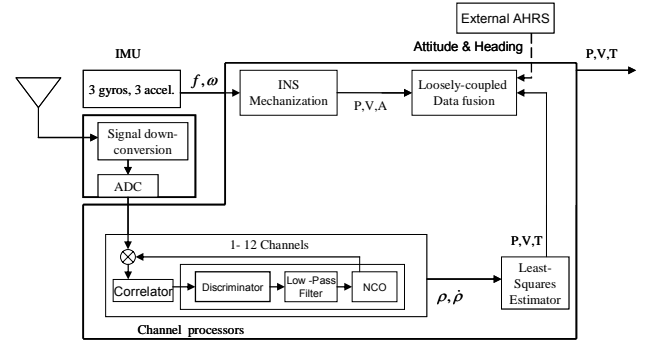 External AHRS
IMU
Attitude & Heading
P,V,T
3 gyros, 3 accel.
f, ω
INS
Mechanization
P,V,A
Loosely-coupled
Data fusion
Signal down-
conversion
ADC
1- 12 Channels
P,V,T
Correlator
Discriminator
Low -Pass
Filter
NCO
ρ, ρ̇
Least-
Squares
Estimator
Channel processors